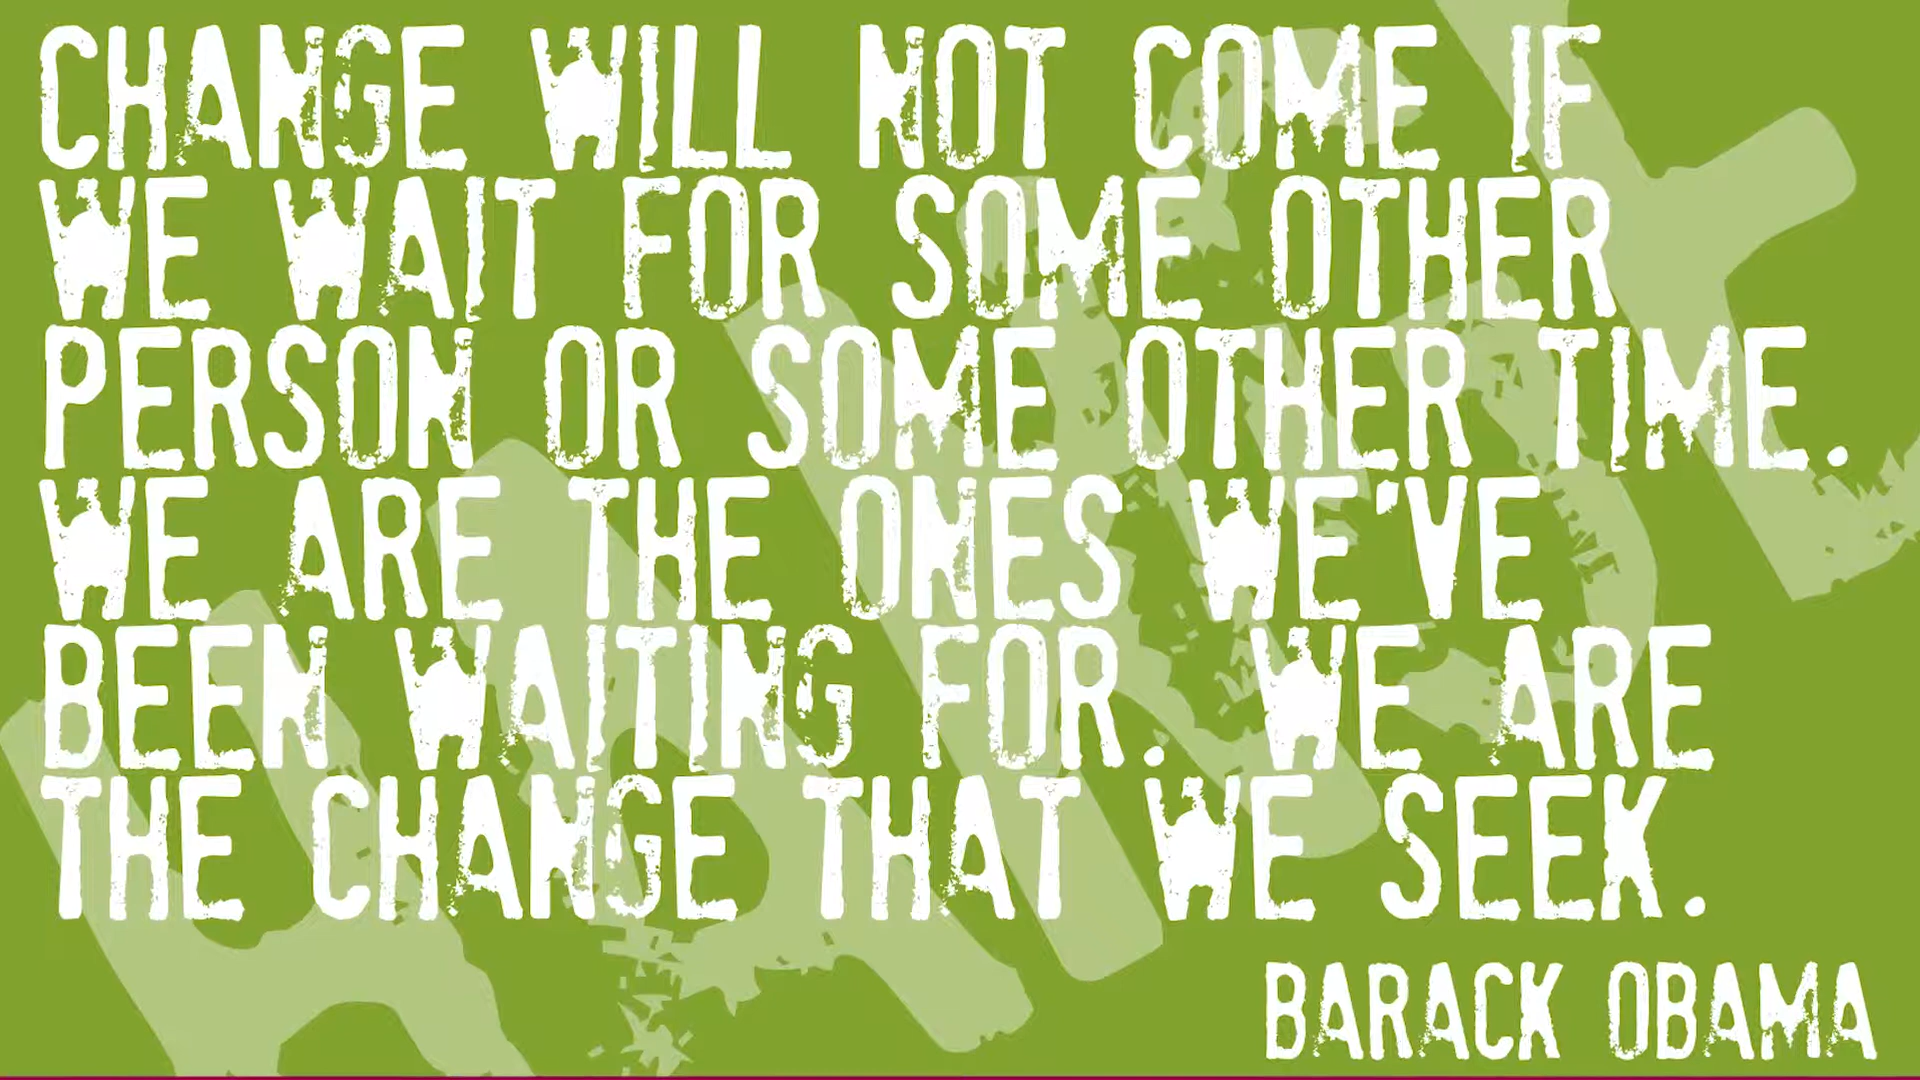 CHANGE WILL NOT COME IF
WE WAIT FOR SOME OTHER
PERSON OR SOME OTHER TIME.
WE ARE THE ONES WE'VE
BEEN WAITING FOR. WE ARE
THE CHANGE THAT WE SEEK.
BARACK OBAMA